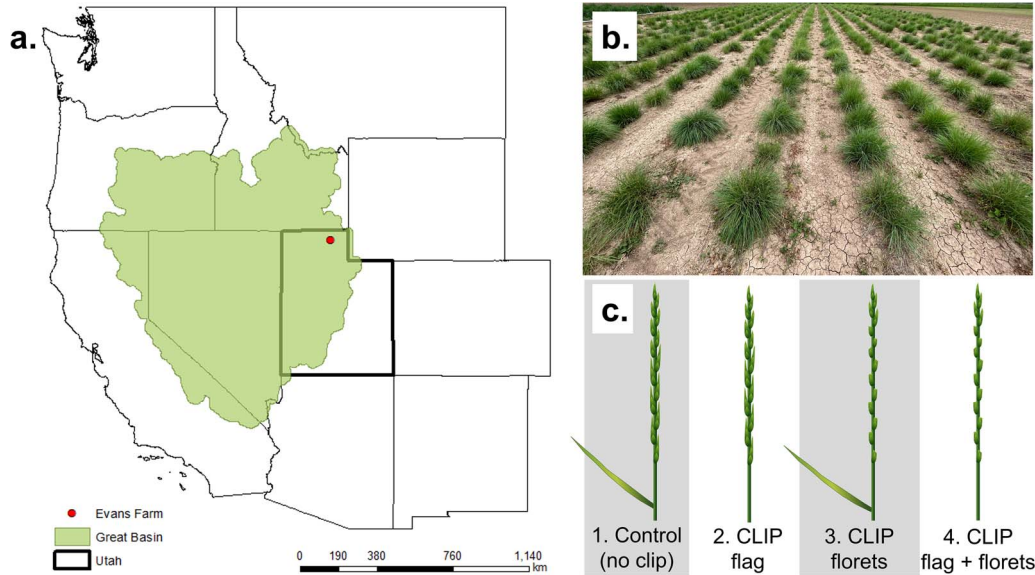 a.
Evans Farm
Great Basin
Utah
0 190 380 760 1,140
km
b.
c.
1. Control
(no clip)
2. CLIP
flag
3. CLIP
florets
4. CLIP
flag + florets